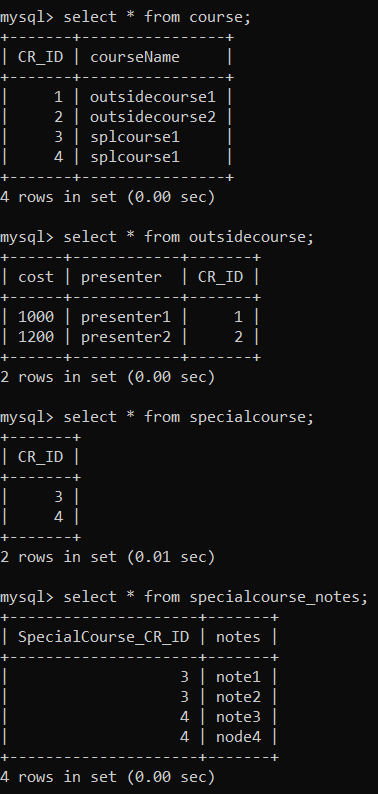 mysql> select * from course;
+-------+----------------+
| CR_ID | courseName     |
+-------+----------------+
|     1 | outsidecourse1 |
|     2 | outsidecourse2 |
|     3 | splcourse1     |
|     4 | splcourse1     |
+-------+----------------+
4 rows in set (0.00 sec)

mysql> select * from outsidecourse;
+------+------------+-------+
| cost | presenter  | CR_ID |
+------+------------+-------+
| 1000 | presenter1 |     1 |
| 1200 | presenter2 |     2 |
+------+------------+-------+
2 rows in set (0.00 sec)

mysql> select * from specialcourse;
+-------+
| CR_ID |
+-------+
|     3 |
|     4 |
+-------+
2 rows in set (0.01 sec)

mysql> select * from specialcourse_notes;
+---------------------+-------+
| SpecialCourse_CR_ID | notes |
+---------------------+-------+
|                   3 | note1 |
|                   3 | note2 |
|                   4 | note3 |
|                   4 | node4 |
+---------------------+-------+
4 rows in set (0.00 sec)